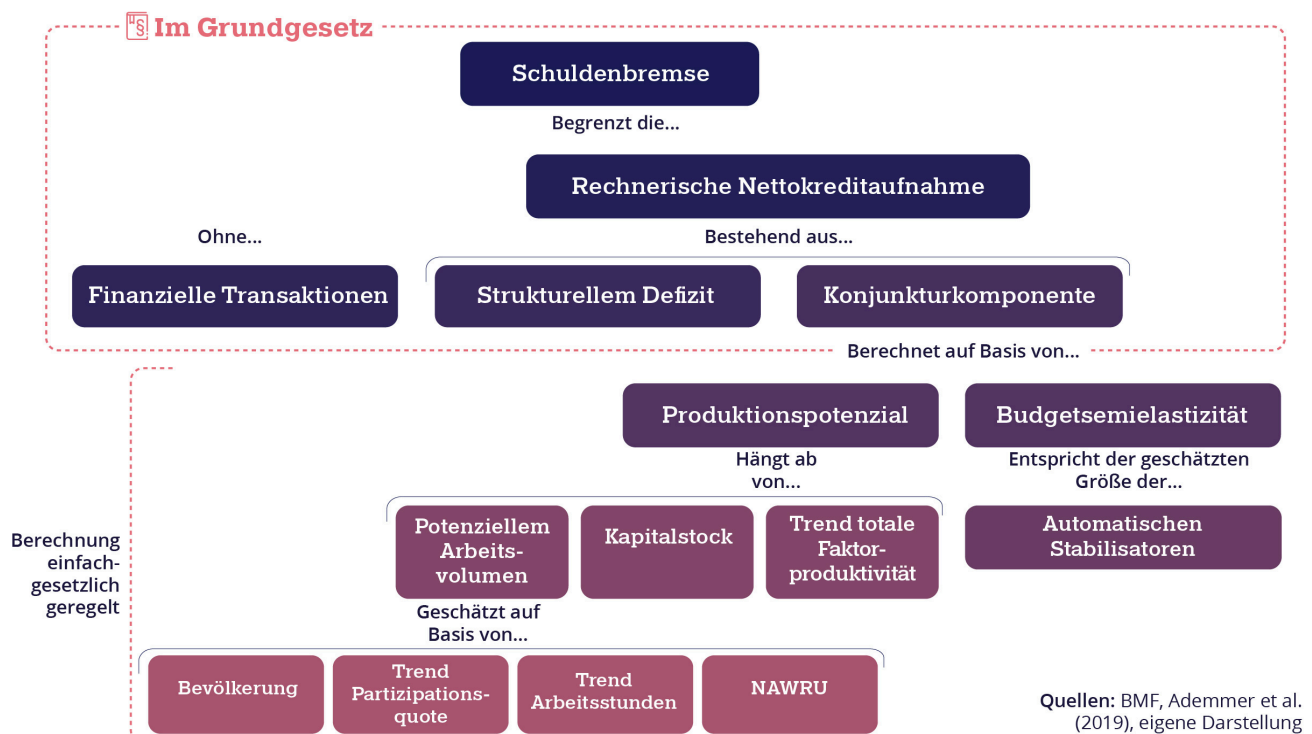 Im Grundgesetz
Schuldenbremse
Begrenzt die...
Rechnerische Nettokreditaufnahme
Ohne...
Bestehend aus...
Finanzielle Transaktionen
Strukturellem Defizit
Konjunkturkomponente
Berechnet auf Basis von...
Produktionspotenzial
Budgetsemielastizität
Hängt ab
von...
Entspricht der geschätzten
Größe der...
Potenziellem
Arbeits-
volumen
Kapitalstock
Trend totale
Faktor-
produktivität
Automatischen
Stabilisatoren
Berechnung
einfach-
gesetzlich
geregelt
Geschätzt auf
Basis von...
Bevölkerung
Trend
Partizipations-
quote
Trend
Arbeitsstunden
NAWRU
Quellen: BMF, Ademmer et al.
(2019), eigene Darstellung